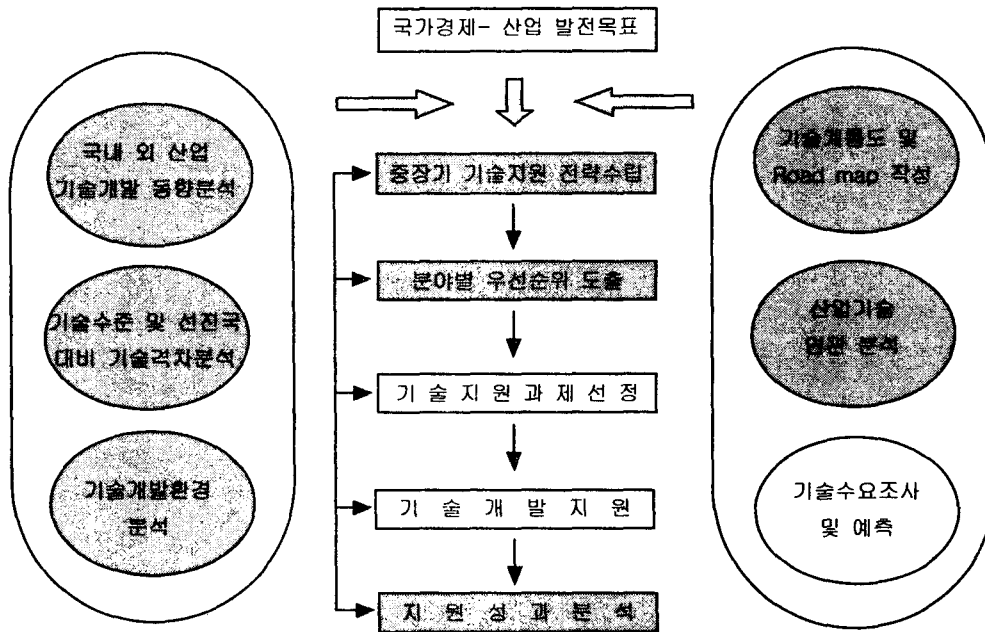 국가경제- 산업 발전목표
국내 외 산업
기술개발 동향분석
기술수준 및 선진국
대비 기술격차분석
기술개발환경
분석
중장기 기술지원 전략수립
분야별 우선순위 도출
기 술 지 원 과 제 선 정
기 술 개 발 지 원
지 원 성 과 분 석
기술계통도 및
Road map 작성
산업기술
연관 분석
기술수요조사
및 예측